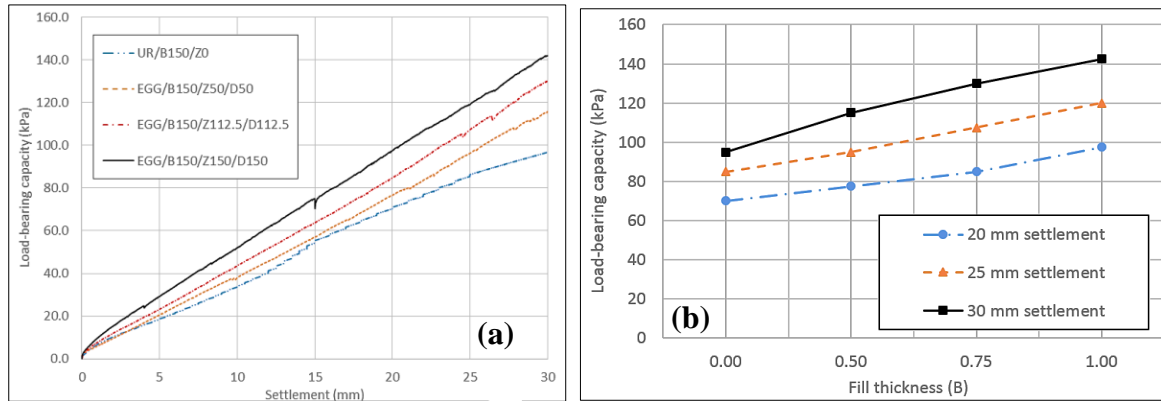 160.0
140.0
120.0
100.0
80.0
60.0
40.0
20.0
0.0
Load-bearing capacity (kPa)
UR/B150/Z0
EGG/B150/Z50/D50
EGG/B150/Z112.5/D112.5
EGG/B150/Z150/D150
(a)
0 5 10 15 20 25 30
Settlement (mm)
160
140
120
100
80
60
40
20
0
Load-bearing capacity (kPa)
20 mm settlement
25 mm settlement
30 mm settlement
(b)
0.00 0.50 0.75 1.00
Fill thickness (B)